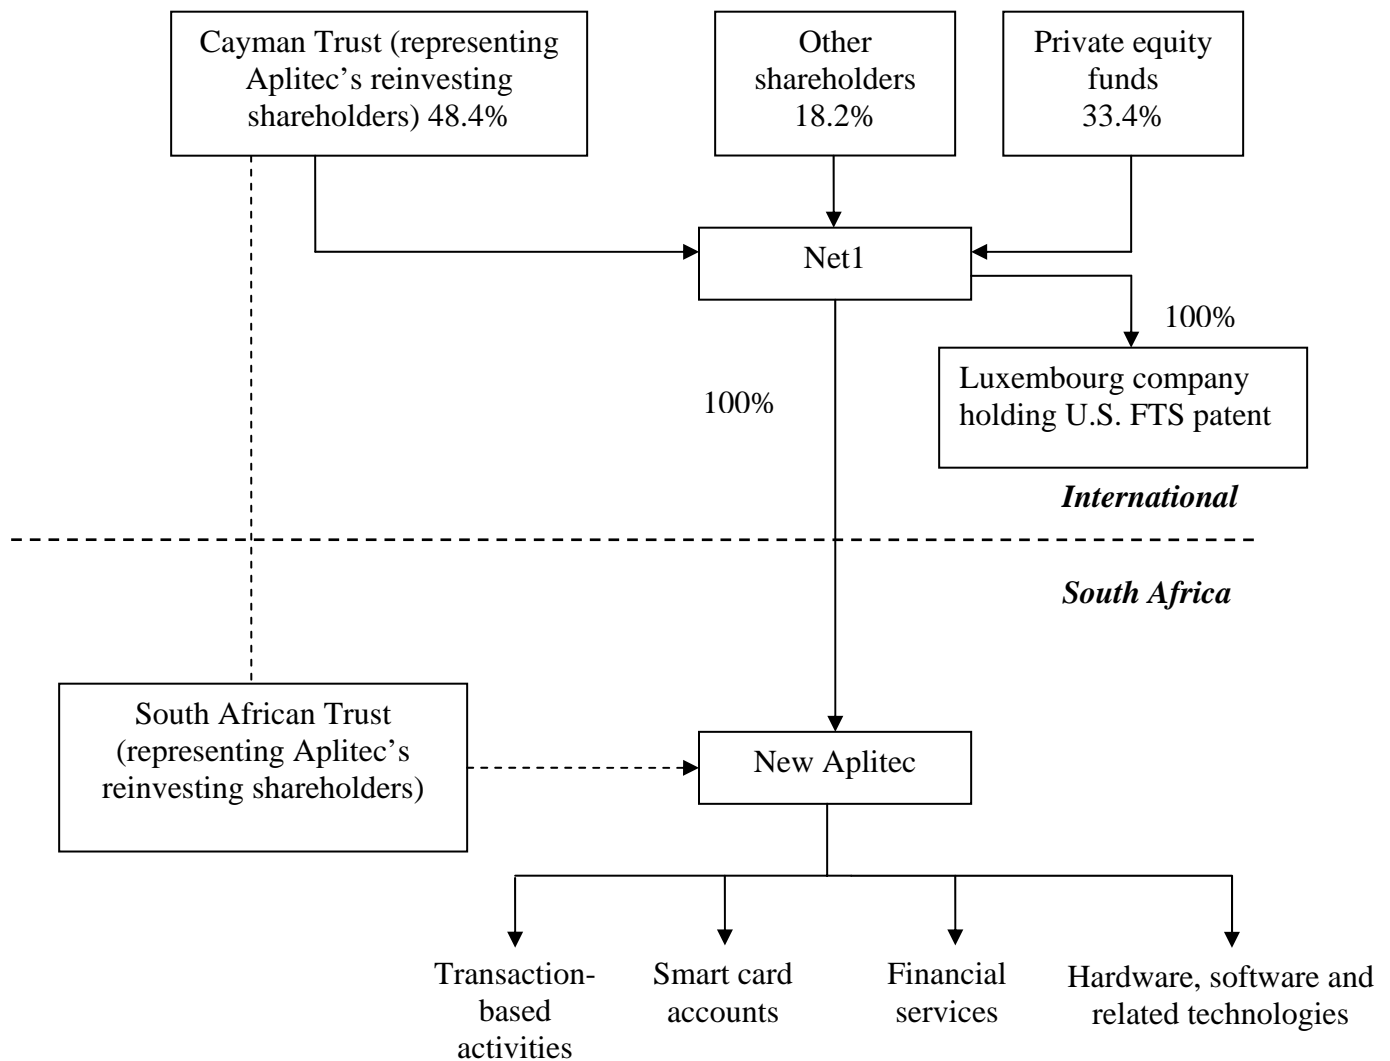 Cayman Trust (representing
Aplitec’s reinvesting
shareholders) 48.4%
Other
shareholders
18.2%
Private equity
funds
33.4%
Net1
100%
Luxembourg company
holding U.S. FTS patent
100%
International
South Africa
South African Trust
(representing Aplitec’s
reinvesting shareholders)
New Aplitec
Transaction-
based
activities
Smart card
accounts
Financial
services
Hardware, software and
related technologies